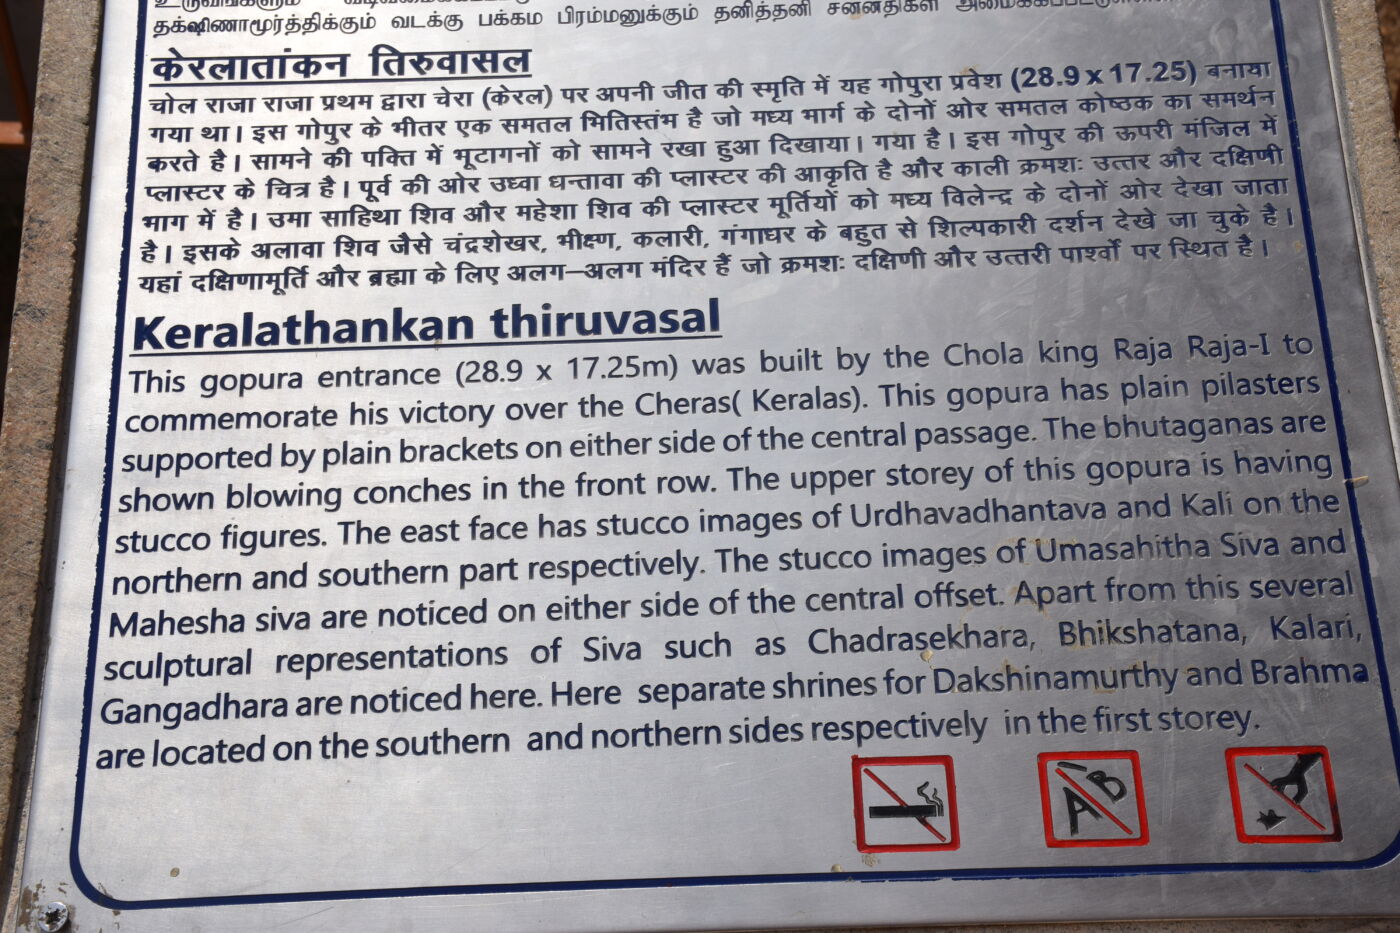 தக்ஷிணாமூர்த்திக்கும் வடக்கு பக்கம பிரம்மனுக்கும் தனித்தனி சன்னதிகள்
केरलातांकन तिरुवासल
चोल राजा राजा प्रथम द्वारा चेरा (केरल) पर अपनी जीत की स्मृति में यह गोपुरा प्रवेश (28.9 x 17.25) बनाया
गया था। इस गोपुर के भीतर एक समतल भितिस्तंभ है जो मध्य भार्ग के दोनों ओर समतल कोष्ठक का समर्थन
करते है। सामने की पक्ति में भूटागनों को सामने रखा हुआ दिखाया। गया है। इस गोपुर की ऊपरी मंजिल में
प्लास्टर के चित्र है। पूर्व की ओर उध्वा धन्तावा की प्लास्टर की आकृति है और काली क्रमशः उत्तर और दक्षिणी
भाग में है। उमा साहिथा शिव और महेशा शिव की प्लास्टर मूर्तियों को मध्य विलेन्द्र के दोनों ओर देखा जाता
है। इसके अलावा शिव जैसे चंद्रशेखर, भीक्ष्ण, कलारी, गंगाधर के बहुत से शिल्पकारी दर्शन देखे जा चुके है।
यहां दक्षिणामूर्ति और ब्रह्मा के लिए अलग–अलग मंदिर हैं जो क्रमशः दक्षिणी और उत्तरी पार्श्वों पर स्थित है।
Keralathankan thiruvasal
This gopura entrance (28.9 x 17.25m) was built by the Chola king Raja Raja-I to
commemorate his victory over the Cheras( Keralas). This gopura has plain pilasters
supported by plain brackets on either side of the central passage. The bhutaganas are
shown blowing conches in the front row. The upper storey of this gopura is having
stucco figures. The east face has stucco images of Urdhavadhantava and Kali on the
northern and southern part respectively. The stucco images of Umasahitha Siva and
Mahesha siva are noticed on either side of the central offset. Apart from this several
sculptural representations of Siva such as Chadrasekhara, Bhikshatana, Kalari,
Gangadhara are noticed here. Here separate shrines for Dakshinamurthy and Brahma
are located on the southern and northern sides respectively in the first storey.
A B